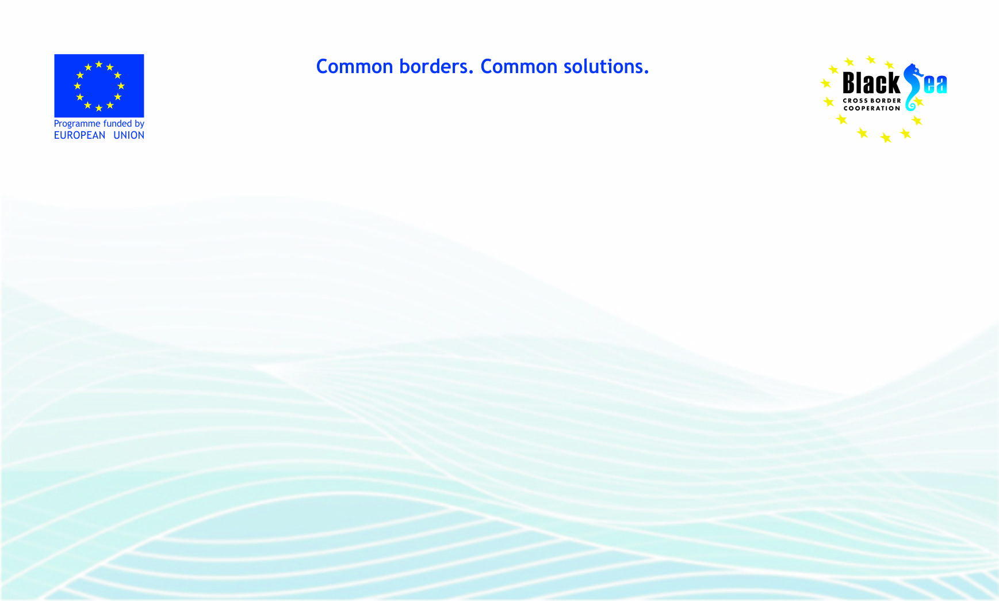 Common borders. Common solutions.
Programme funded by
EUROPEAN UNION
Black Sea
CROSS BORDER
COOPERATION